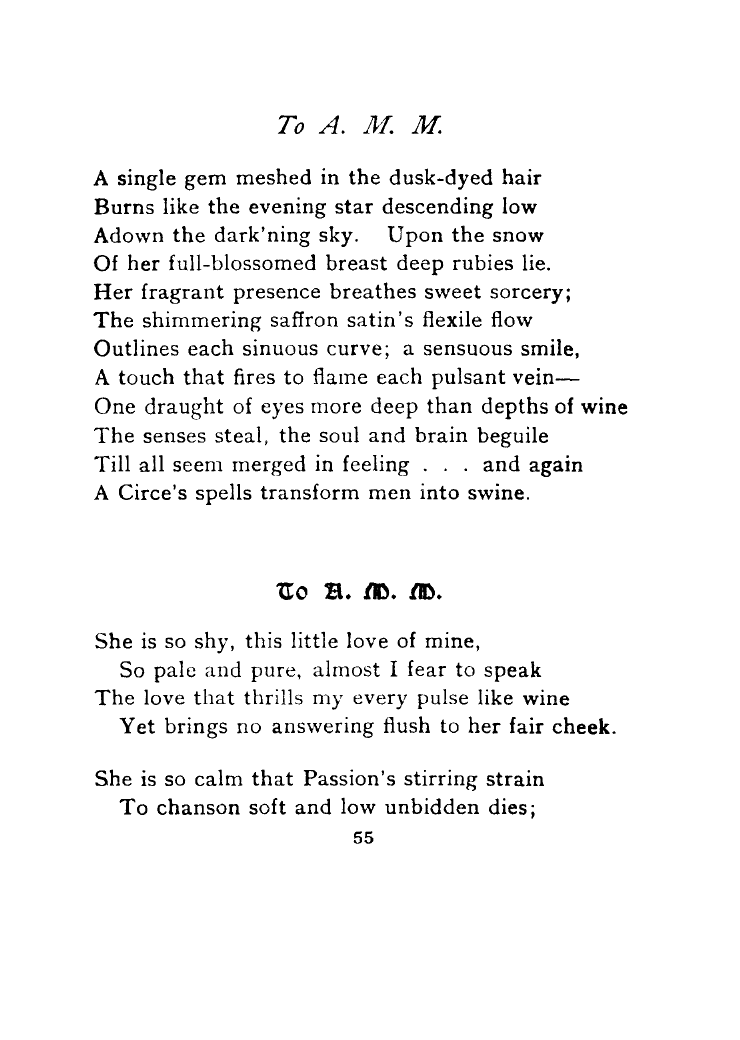 To A. M. M.
A single gem meshed in the dusk-dyed hair
Burns like the evening star descending low
Adown the dark'ning sky. Upon the snow
Of her full-blossomed breast deep rubies lie.
Her fragrant presence breathes sweet sorcery;
The shimmering saffron satin's flexile flow
Outlines each sinuous curve; a sensuous smile,
A touch that fires to flame each pulsant vein—
One draught of eyes more deep than depths of wine
The senses steal, the soul and brain beguile
Till all seem merged in feeling . . . and again
A Circe's spells transform men into swine.
To A. M. M.
She is so shy, this little love of mine,
So pale and pure, almost I fear to speak
The love that thrills my every pulse like wine
Yet brings no answering flush to her fair cheek.
She is so calm that Passion's stirring strain
To chanson soft and low unbidden dies;
55